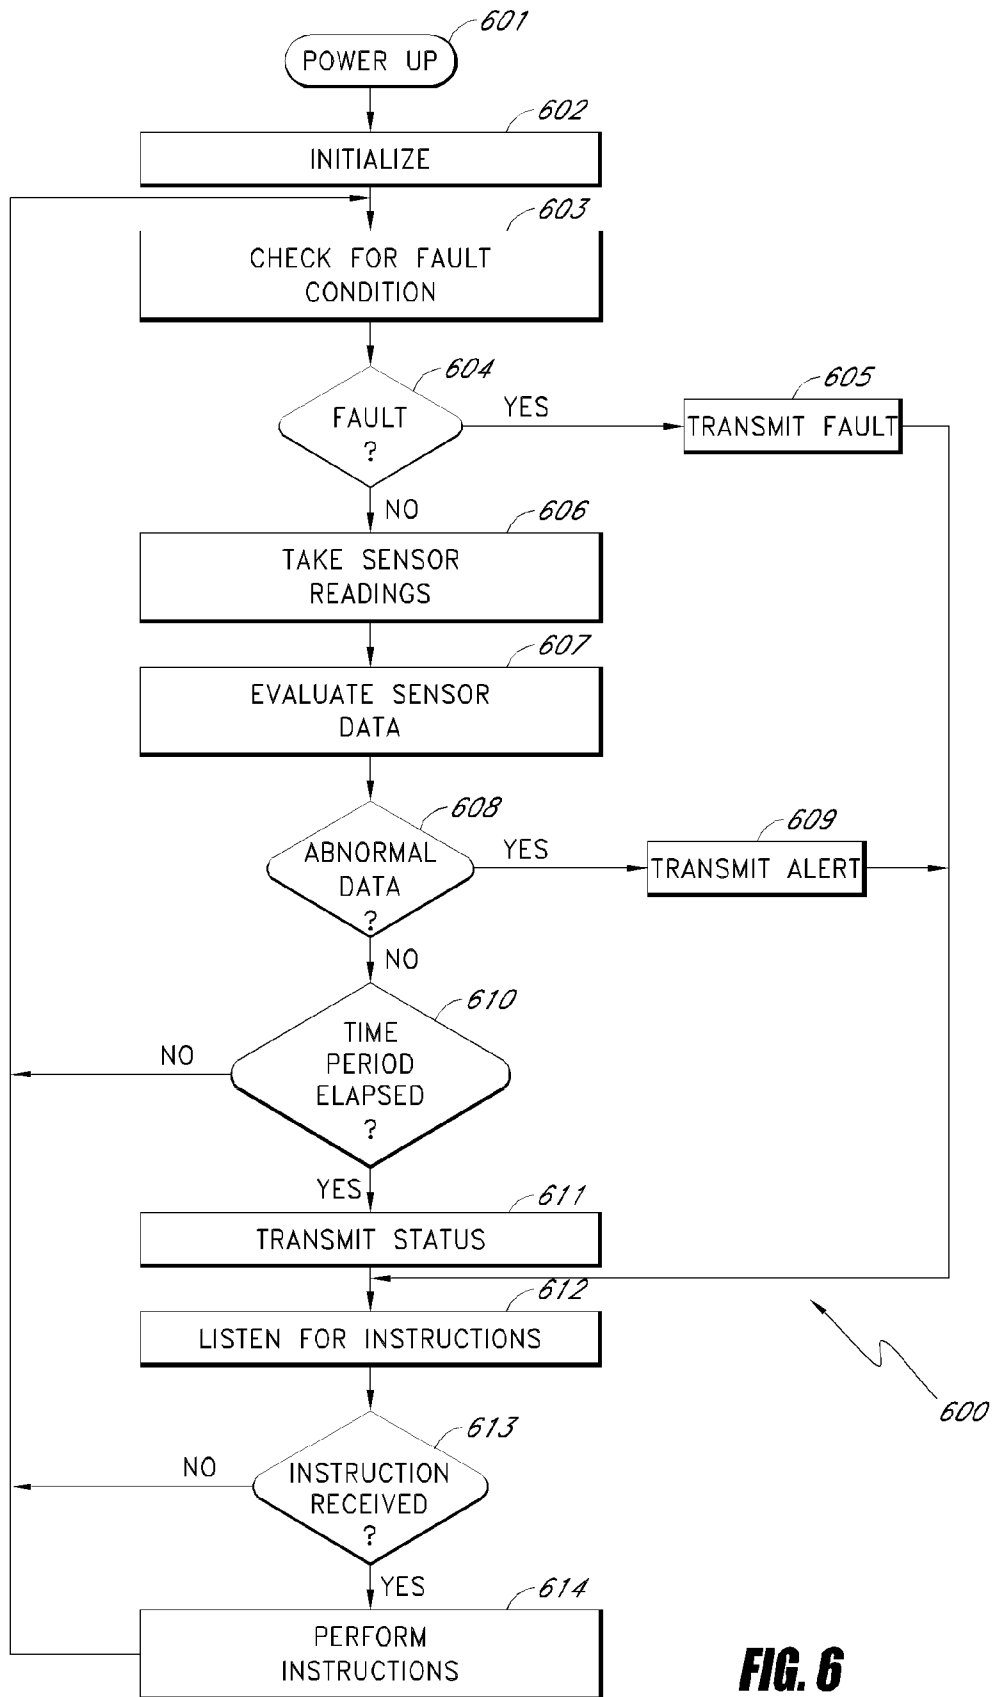 601
POWER UP
602
INITIALIZE
603
CHECK FOR FAULT
CONDITION
604
FAULT
?
YES
605
TRANSMIT FAULT
NO
606
TAKE SENSOR
READINGS
607
EVALUATE SENSOR
DATA
608
ABNORMAL
DATA
?
YES
609
TRANSMIT ALERT
NO
610
TIME
PERIOD
ELAPSED
?
NO
YES
611
TRANSMIT STATUS
612
LISTEN FOR INSTRUCTIONS
600
613
INSTRUCTION
RECEIVED
?
NO
YES
614
PERFORM
INSTRUCTIONS
FIG. 6